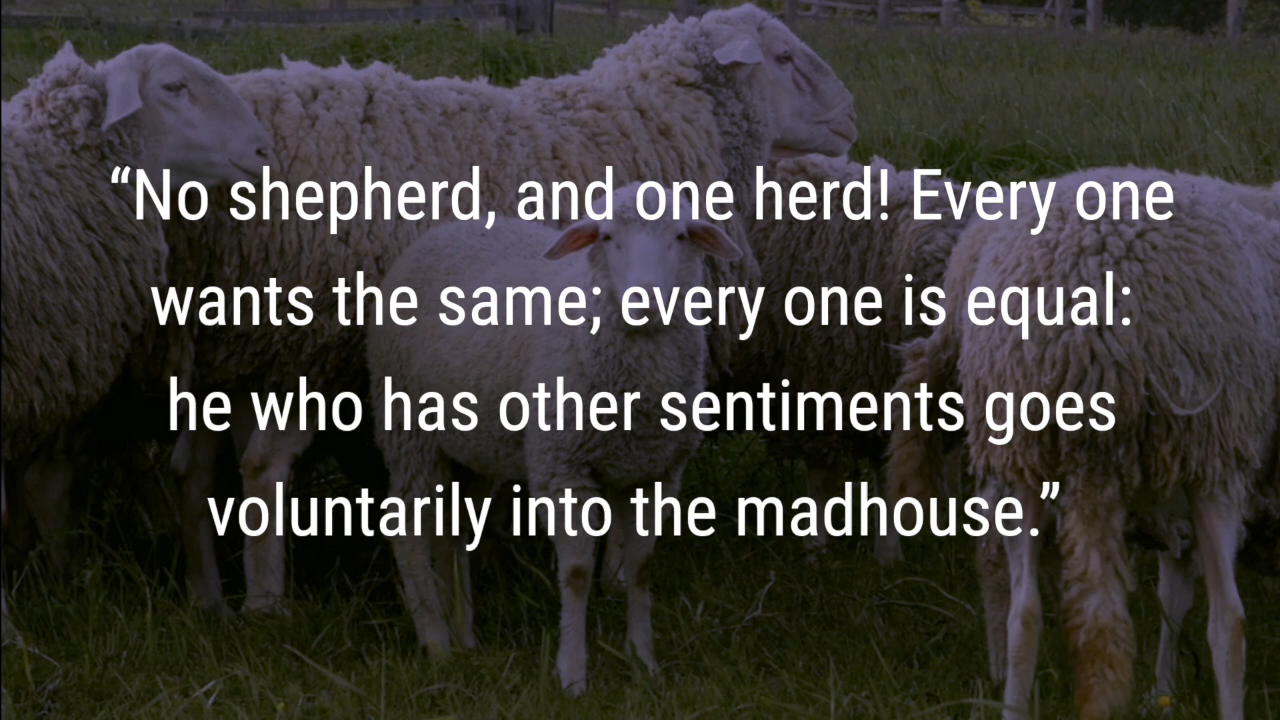 “No shepherd, and one herd! Every one
wants the same; every one is equal:
he who has other sentiments goes
voluntarily into the madhouse.”